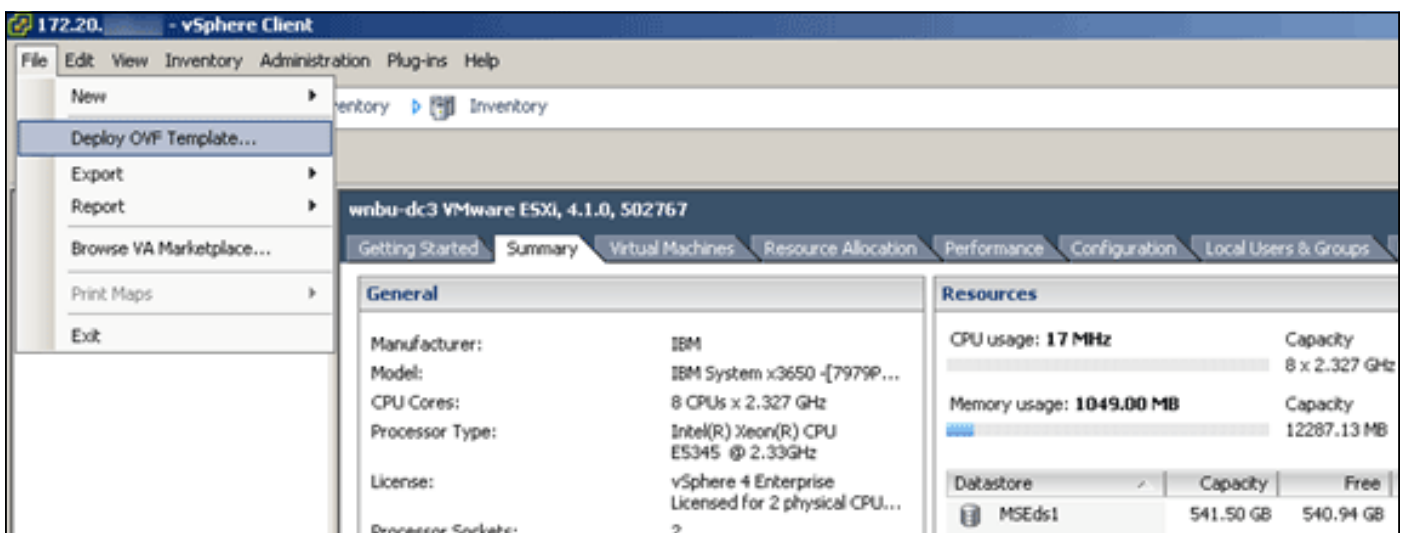 172.20. - vSphere Client
File Edit View Inventory Administration Plug-ins Help
New
entory Inventory
Deploy OVF Template...
Export
Report
wnbu-dc3 VMware ESXi, 4.1.0, 502767
Browse VA Marketplace...
Getting Started Summary Virtual Machines Resource Allocation Performance Configuration Local Users & Groups
Print Maps
General
Resources
Exit
Manufacturer: IBM
CPU usage: 17 MHz Capacity
8 x 2.327 GHz
Model: IBM System x3650 -[7979P...
CPU Cores: 8 CPUs x 2.327 GHz
Memory usage: 1049.00 MB Capacity
12287.13 MB
Processor Type: Intel(R) Xeon(R) CPU
E5345 @ 2.33GHz
License: vSphere 4 Enterprise
Licensed for 2 physical CPU...
Datastore Capacity Free
MSEds1 541.50 GB 540.94 GB
Processor Sockets: 2